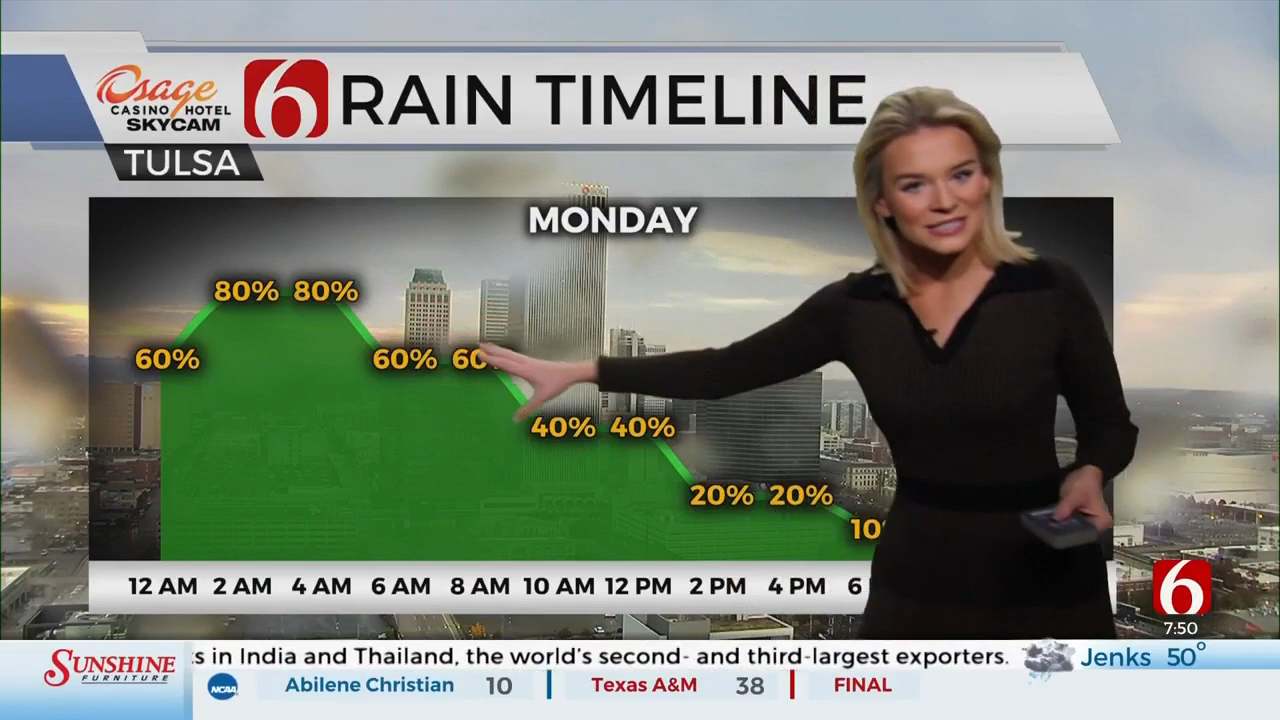 Osage
CASINO HOTEL
SKYCAM
6 RAIN TIMELINE
TULSA
MONDAY
80% 80%
60% 60%
40% 40%
20% 20%
12 AM 2 AM 4 AM 6 AM 8 AM 10 AM 12 PM 2 PM 4 PM 6
6
7:50
SUNSHINE
FURNITURE
in India and Thailand, the world's second- and third-largest exporters.
Jenks 50°
NCAA Abilene Christian 10 Texas A&M 38 FINAL